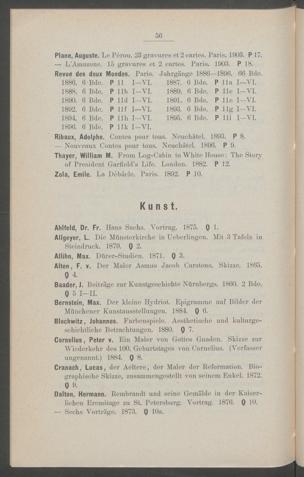 56
Plane, Auguste. Le Pérou. 23 gravures et 2 cartes. Paris, 1903. P 17.
— L'Amazone. 15 gravures et 2 cartes. Paris. 1903. P 18.
Revue des deux Mondes. Paris. Jahrgänge 1886—1896. 66 Bde.
1886. 6 Bde. P 11 I—VI. 1887. 6 Bde. P 11a I—VI.
1888. 6 Bde. P 11b I—VI. 1889. 6 Bde. P 11c I—VI.
1890. 6 Bde. P 11d I—VI. 1891. 6 Bde. P 11e I—VI.
1892. 6 Bde. P 11f I—VI. 1893. 6 Bde. P 11g I—VI.
1894. 6 Bde. P 11h I—VI. 1895. 6 Bde. P 11i I—VI.
1896. 6 Bde. P 11k I—VI.
Ribaux, Adolphe. Contes pour tous. Neuchâtel. 1893. P 8.
— Nouveaux Contes pour tous. Neuchâtel. 1896. P 9.
Thayer, William M. From Log-Cabin to White House: The Story
of President Garfield's Life. London. 1882. P 12.
Zola, Emile. La Débâcle. Paris. 1892. P 10.
Kunst.
Ahlfeld, Dr. Fr. Hans Sachs. Vortrag. 1875. Q 1.
Allgeyer, L. Die Münsterkirche in Ueberlingen. Mit 3 Tafeln in
Steindruck. 1879. Q 2.
Allihn, Max. Dürer-Studien. 1871. Q 3.
Alten, F. v. Der Maler Asmus Jacob Carstens. Skizze. 1865.
Q 4.
Baader, J. Beiträge zur Kunstgeschichte Nürnbergs. 1860. 2 Bde.
Q 5 I—II.
Bernstein, Max. Der kleine Hydriot. Epigramme auf Bilder der
Münchener Kunstausstellungen. 1884. Q 6.
Blochwitz, Johannes. Farbenspiele. Aesthetische und kulturge-
schichtliche Betrachtungen. 1880. Q 7.
Cornelius, Peter v. Ein Maler von Gottes Gnaden. Skizze zur
Wiederkehr des 100. Geburtstages von Cornelius. (Verfasser
ungenannt.) 1884. Q 8.
Cranach, Lucas, der Aeltere, der Maler der Reformation. Bio-
graphische Skizze, zusammengestellt von seinem Enkel. 1872.
Q 9.
Dalton, Hermann. Rembrandt und seine Gemälde in der Kaiser-
lichen Eremitage zu St. Petersburg. Vortrag. 1876. Q 10.
— Sechs Vorträge. 1873. Q 10a.